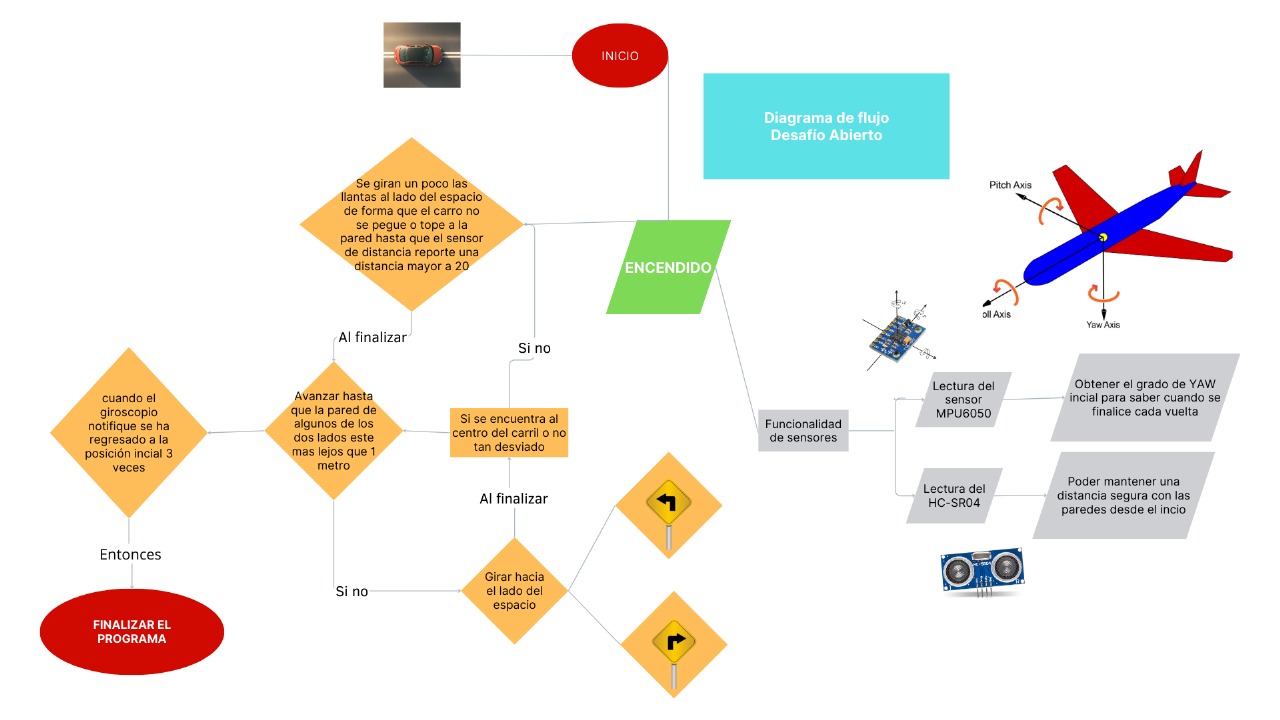 INICIO
Diagrama de flujo
Desafío Abierto
Se giran un poco las
llantas al lado del espacio
de forma que el carro no
se pegue o tope a la
pared hasta que el sensor
de distancia reporte una
distancia mayor a 20
ENCENDIDO
Pitch Axis
oll Axis
Yaw Axis
Al finalizar
Si no
cuando el
giroscopio
notifique se ha
regresado a la
posición incial 3
veces
Avanzar hasta
que la pared de
algunos de los
dos lados este
mas lejos que 1
metro
Si se encuentra al
centro del carril o no
tan desviado
Funcionalidad
de sensores
Lectura del
sensor
MPU6050
Obtener el grado de YAW
incial para saber cuando se
finalice cada vuelta
Lectura del
HC-SR04
Poder mantener una
distancia segura con las
paredes desde el incio
Al finalizar
Entonces
Si no
Girar hacia
el lado del
espacio
FINALIZAR EL
PROGRAMA